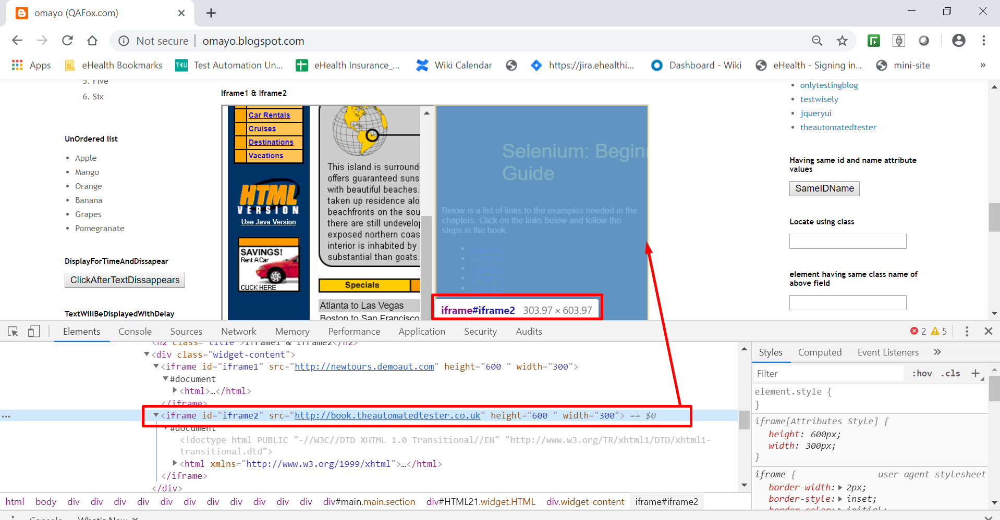 omayo (QAFox.com)
Not secure
omayo.blogspot.com
Apps
eHealth Bookmarks
TKU
Test Automation Un...
eHealth Insurance_...
Wiki Calendar
https://jira.ehealthi...
Dashboard - Wiki
eHealth - Signing in...
mini-site
»
5. Five
6. Six
UnOrdered list
• Apple
• Mango
• Orange
• Banana
• Grapes
• Pomegranate
DisplayForTimeAndDissapear
ClickAfterTextDissappears
TextWillBeDisplayedWithDelay
Iframe1 & Iframe2
Car Rentals
Cruises
Destinations
Vacations
HTML
VERSION
Use Java Version
SAVINGS!
Rent A Car
CLICK HERE
This island is surround
offers guaranteed suns
with beautiful beaches.
taken up residence alo
beachfronts on the sou
there are still undevelop
exposed northern coas
interior is inhabited by
substantial than goats.
Specials
Atlanta to Las Vegas
Boston to San Francisco
Selenium: Begin
Guide
Below is a list of links to the examples needed in the
chapters. Click on the links below and follow the
steps in the book.
iframe#iframe2 303.97 × 603.97
• onlytestingblog
• testwisely
• jqueryui
• theautomatedtester
Having same id and name attribute
values
SameIDName
Locate using class
element having same class name of
above field
Elements
Console
Sources
Network
Memory
Performance
Application
Security
Audits
2
5
<h2 class="title">Iframe1 & Iframe2</h2>
<div class="widget-content">
<iframe id="iframe1" src="http://newtours.demoaut.com" height="600 " width="300">
#document
<html>…</html>
</iframe>
<iframe id="iframe2" src="http://book.theautomatedtester.co.uk" height="600 " width="300"> == $0
#document
<!doctype html PUBLIC "-//W3C//DTD XHTML 1.0 Transitional//EN" "http://www.w3.org/TR/xhtml1/DTD/xhtml1-
transitional.dtd">
<html xmlns="http://www.w3.org/1999/xhtml">…</html>
</iframe>
</div>
html body div div div div div div div div div div div div#main.main.section div#HTML21.widget.HTML div.widget-content iframe#iframe2
Styles
Computed
Event Listeners
»
Filter
:hov .cls +
element.style {
}
iframe[Attributes Style] {
height: 600px;
width: 300px;
}
iframe {
user agent stylesheet
border-width: 2px;
border-style: inset;
border-color: initial;
Console
What's New